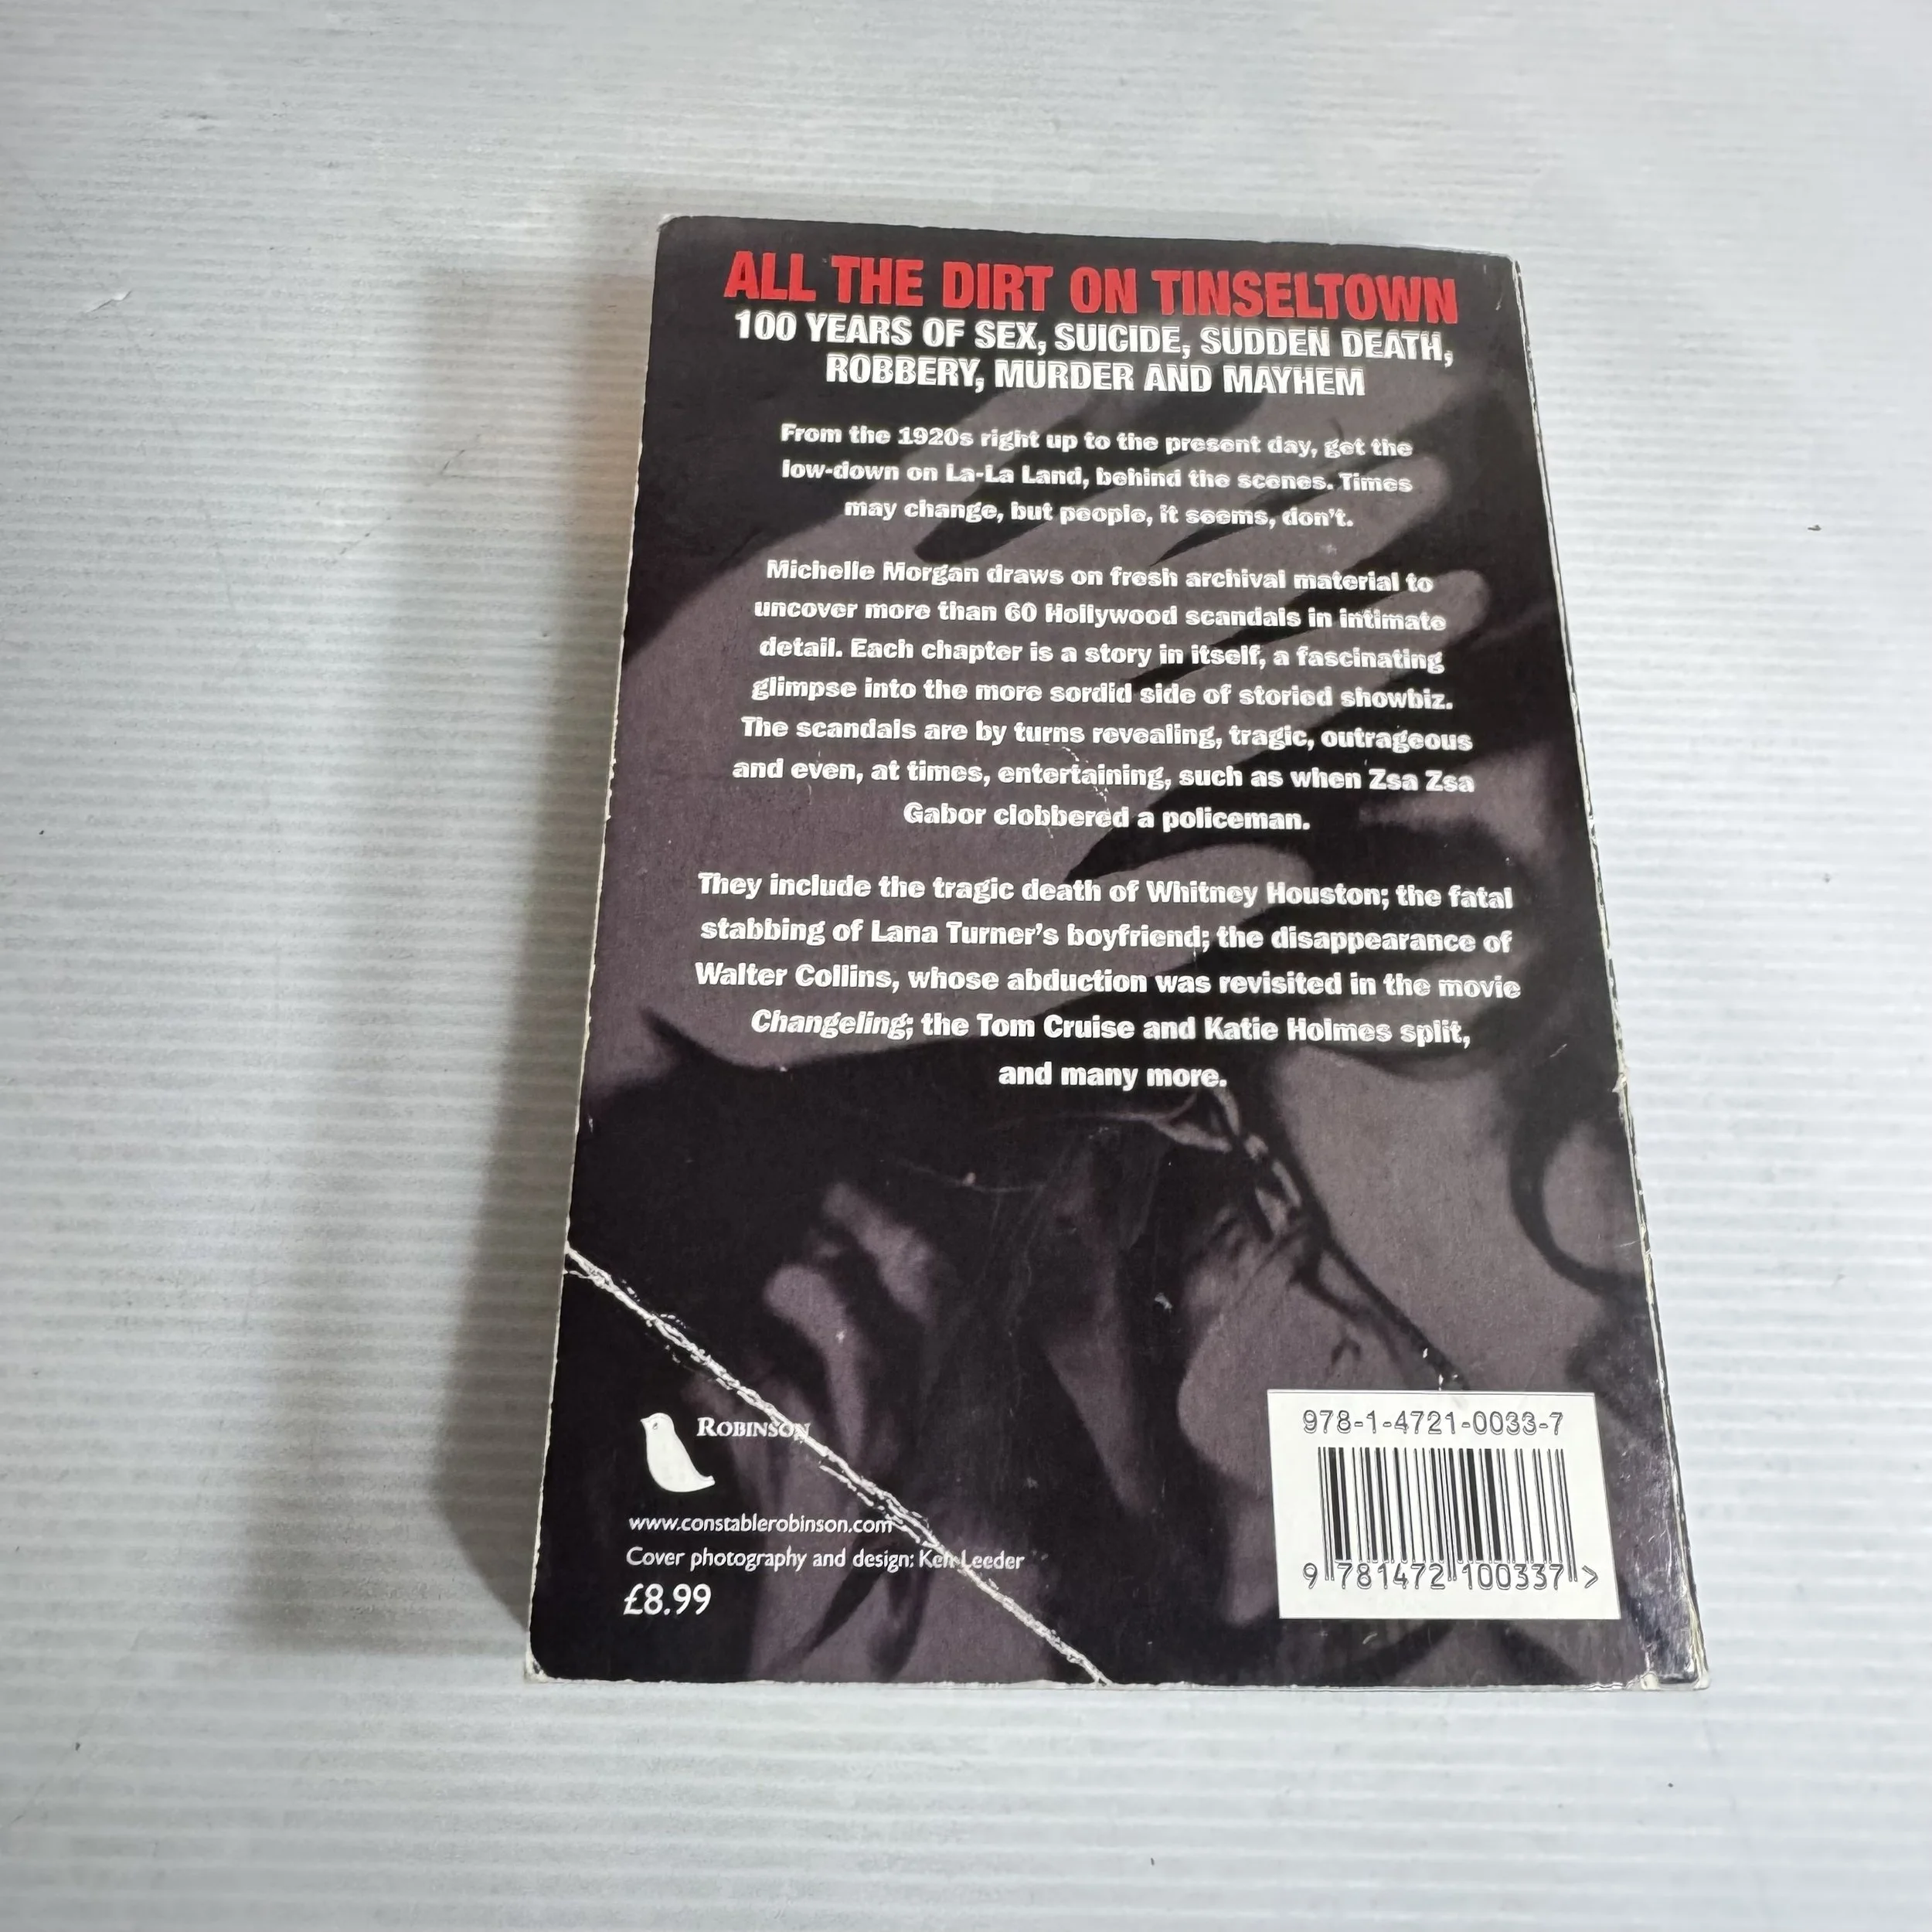 ALL THE DIRT ON TINSELTOWN
100 YEARS OF SEX, SUICIDE, SUDDEN DEATH,
ROBBERY, MURDER AND MAYHEM
From the 1920s right up to the present day, get the
low-down on La-La Land, behind the scenes. Times
may change, but people, it seems, don't.
Michelle Morgan draws on fresh archival material to
uncover more than 60 Hollywood scandals in intimate
detail. Each chapter is a story in itself, a fascinating
glimpse into the more sordid side of storied showbiz.
The scandals are by turns revealing, tragic, outrageous
and even, at times, entertaining, such as when Zsa Zsa
Gabor clobbered a policeman.
They include the tragic death of Whitney Houston; the fatal
stabbing of Lana Turner's boyfriend; the disappearance of
Walter Collins, whose abduction was revisited in the movie
Changeling; the Tom Cruise and Katie Holmes split,
and many more.
ROBINSON
www.constablerobinson.com
Cover photography and design: Ken Leeder
£8.99
978-1-4721-0033-7
9 781472 100337 >